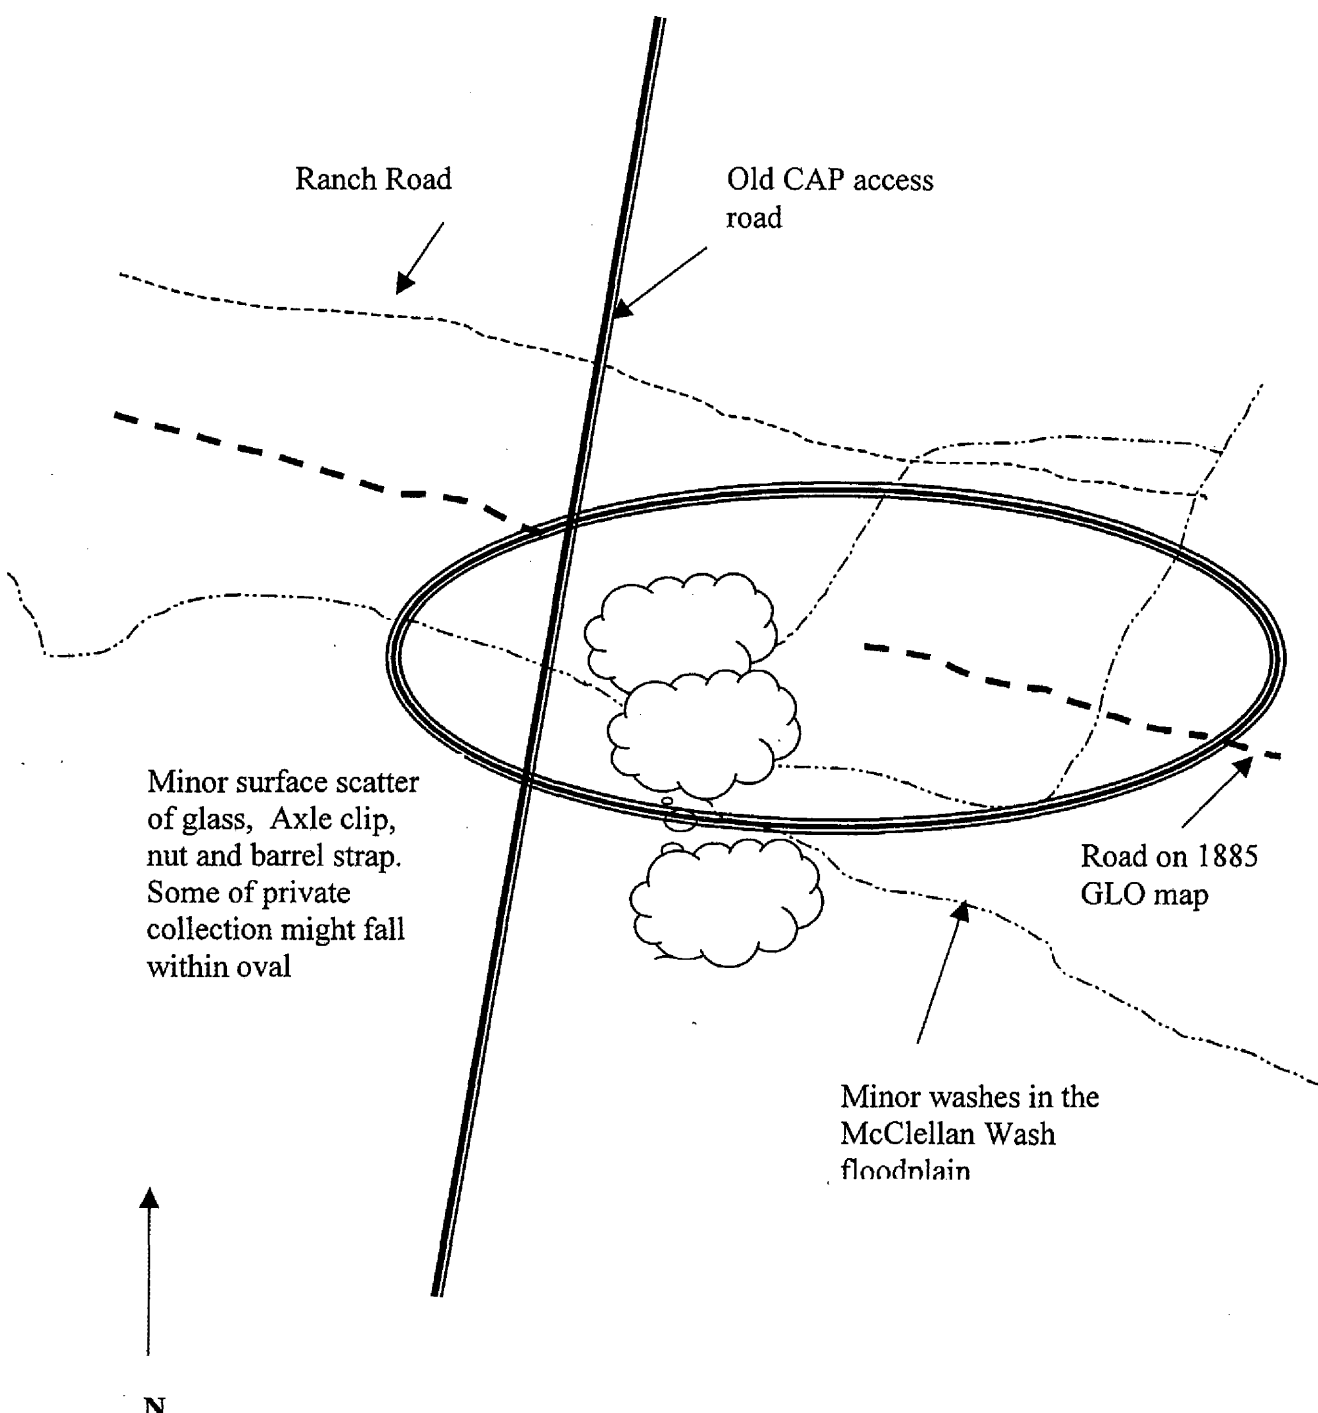 Ranch Road
Old CAP access
road
Minor surface scatter
of glass, Axle clip,
nut and barrel strap.
Some of private
collection might fall
within oval
Road on 1885
GLO map
Minor washes in the
McClellan Wash
floodplain
N